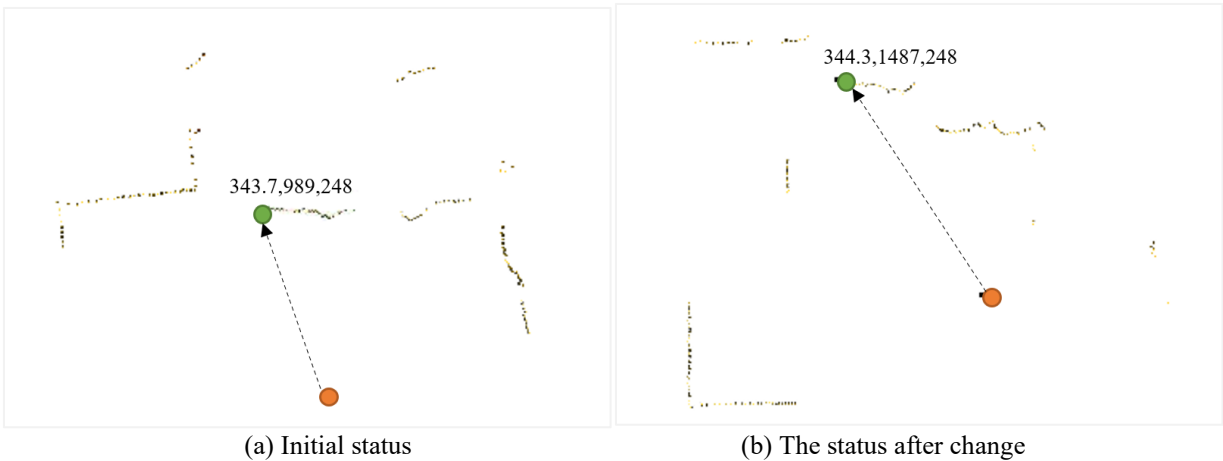 343.7,989,248
344.3,1487,248
(a) Initial status
(b) The status after change